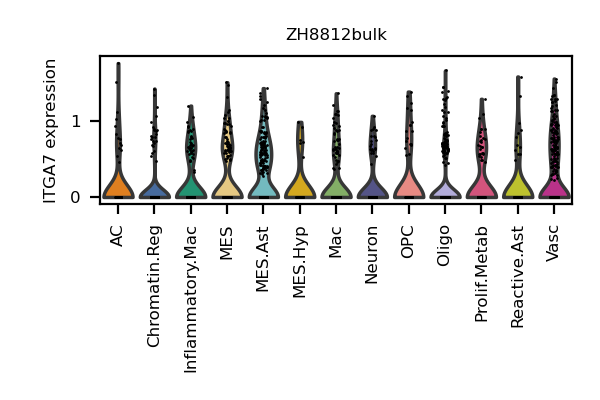 ZH8812bulk
ITGA7 expression
1
0
AC
Chromatin.Reg
Inflammatory.Mac
MES
MES.Ast
MES.Hyp
Mac
Neuron
OPC
Oligo
Prolif.Metab
Reactive.Ast
Vasc